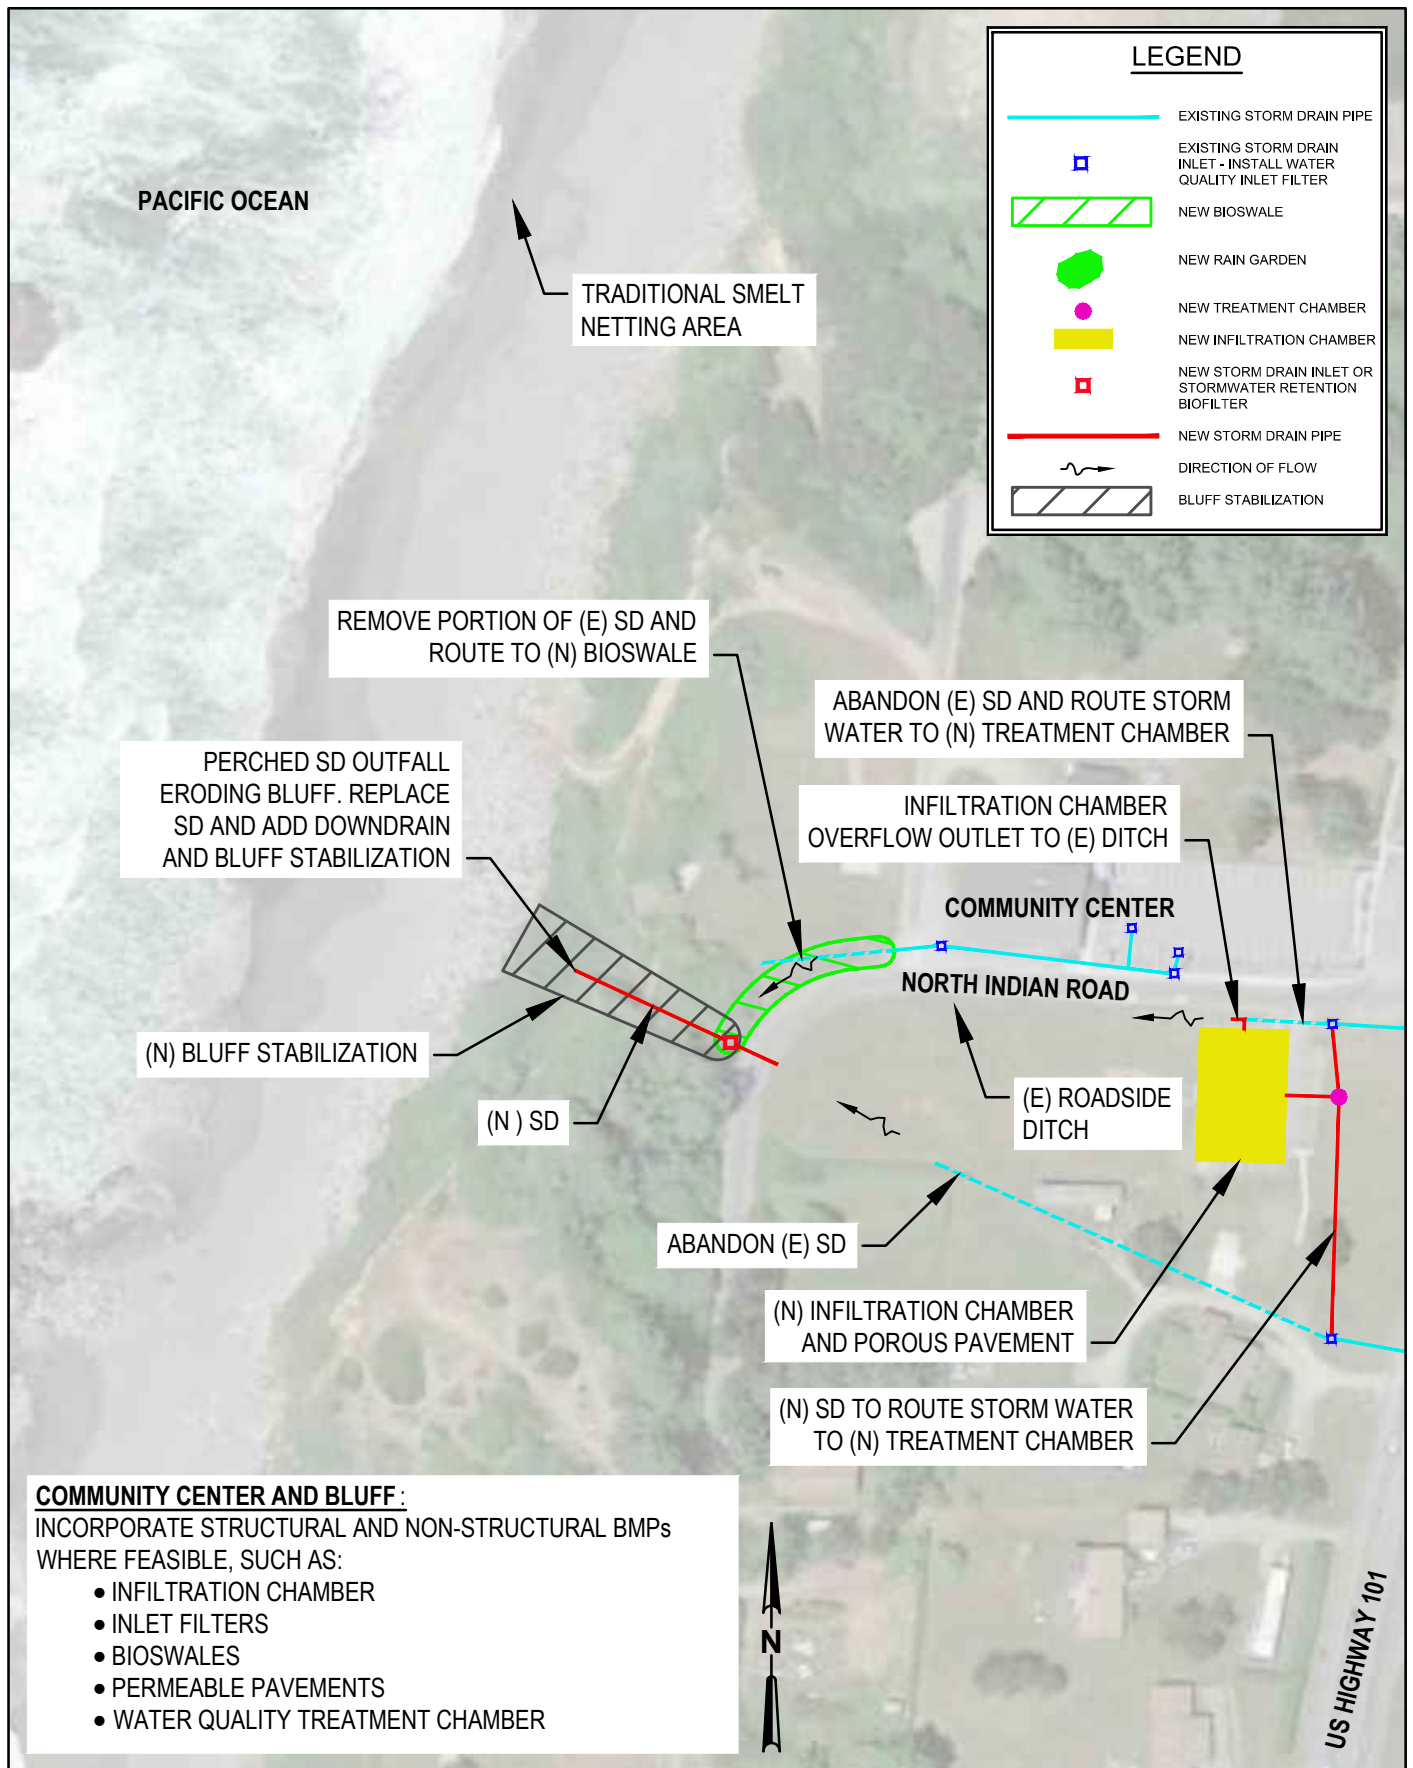 LEGEND
EXISTING STORM DRAIN PIPE
EXISTING STORM DRAIN
INLET - INSTALL WATER
QUALITY INLET FILTER
NEW BIOSWALE
NEW RAIN GARDEN
NEW TREATMENT CHAMBER
NEW INFILTRATION CHAMBER
NEW STORM DRAIN INLET OR
STORMWATER RETENTION
BIOFILTER
NEW STORM DRAIN PIPE
DIRECTION OF FLOW
BLUFF STABILIZATION
PACIFIC OCEAN
TRADITIONAL SMELT
NETTING AREA
REMOVE PORTION OF (E) SD AND
ROUTE TO (N) BIOSWALE
ABANDON (E) SD AND ROUTE STORM
WATER TO (N) TREATMENT CHAMBER
PERCHED SD OUTFALL
ERODING BLUFF. REPLACE
SD AND ADD DOWNDRAIN
AND BLUFF STABILIZATION
INFILTRATION CHAMBER
OVERFLOW OUTLET TO (E) DITCH
COMMUNITY CENTER
NORTH INDIAN ROAD
(N) BLUFF STABILIZATION
(N ) SD
(E) ROADSIDE
DITCH
ABANDON (E) SD
(N) INFILTRATION CHAMBER
AND POROUS PAVEMENT
(N) SD TO ROUTE STORM WATER
TO (N) TREATMENT CHAMBER
COMMUNITY CENTER AND BLUFF :
INCORPORATE STRUCTURAL AND NON-STRUCTURAL BMPs
WHERE FEASIBLE, SUCH AS:
• INFILTRATION CHAMBER
• INLET FILTERS
• BIOSWALES
• PERMEABLE PAVEMENTS
• WATER QUALITY TREATMENT CHAMBER
N
US HIGHWAY 101